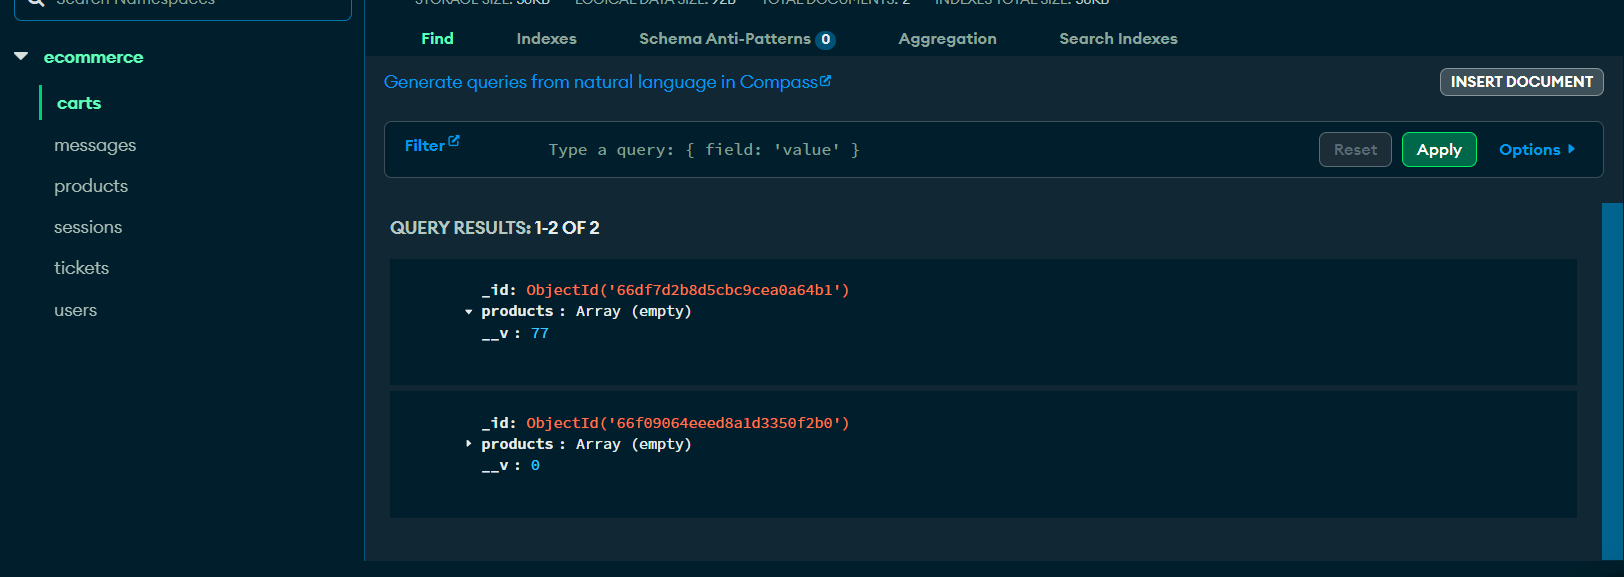 Search Namespaces
STORAGE SIZE: 36KB LOGICAL DATA SIZE: 92B TOTAL DOCUMENTS: 2 INDEXES TOTAL SIZE: 36KB
Find Indexes Schema Anti-Patterns 0 Aggregation Search Indexes
ecommerce
carts
messages
products
sessions
tickets
users
Generate queries from natural language in Compass
INSERT DOCUMENT
Filter Type a query: { field: 'value' } Reset Apply Options
QUERY RESULTS: 1-2 OF 2
_id: ObjectId('66df7d2b8d5cbc9cea0a64b1')
products : Array (empty)
__v : 77
_id: ObjectId('66f09064eeed8a1d3350f2b0')
products : Array (empty)
__v : 0